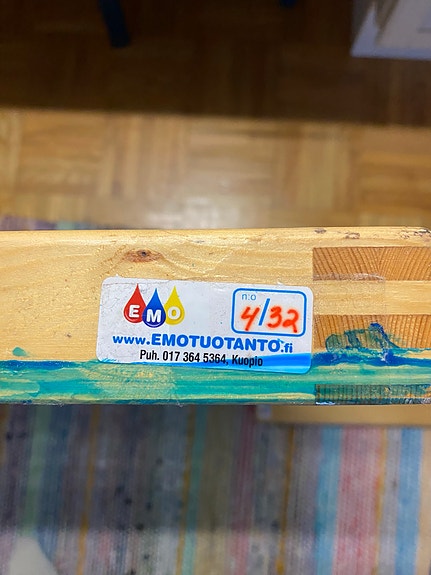 EMO
n:o
4/32
www.EMOTUOTANTO.fi
Puh. 017 364 5364, Kuopio